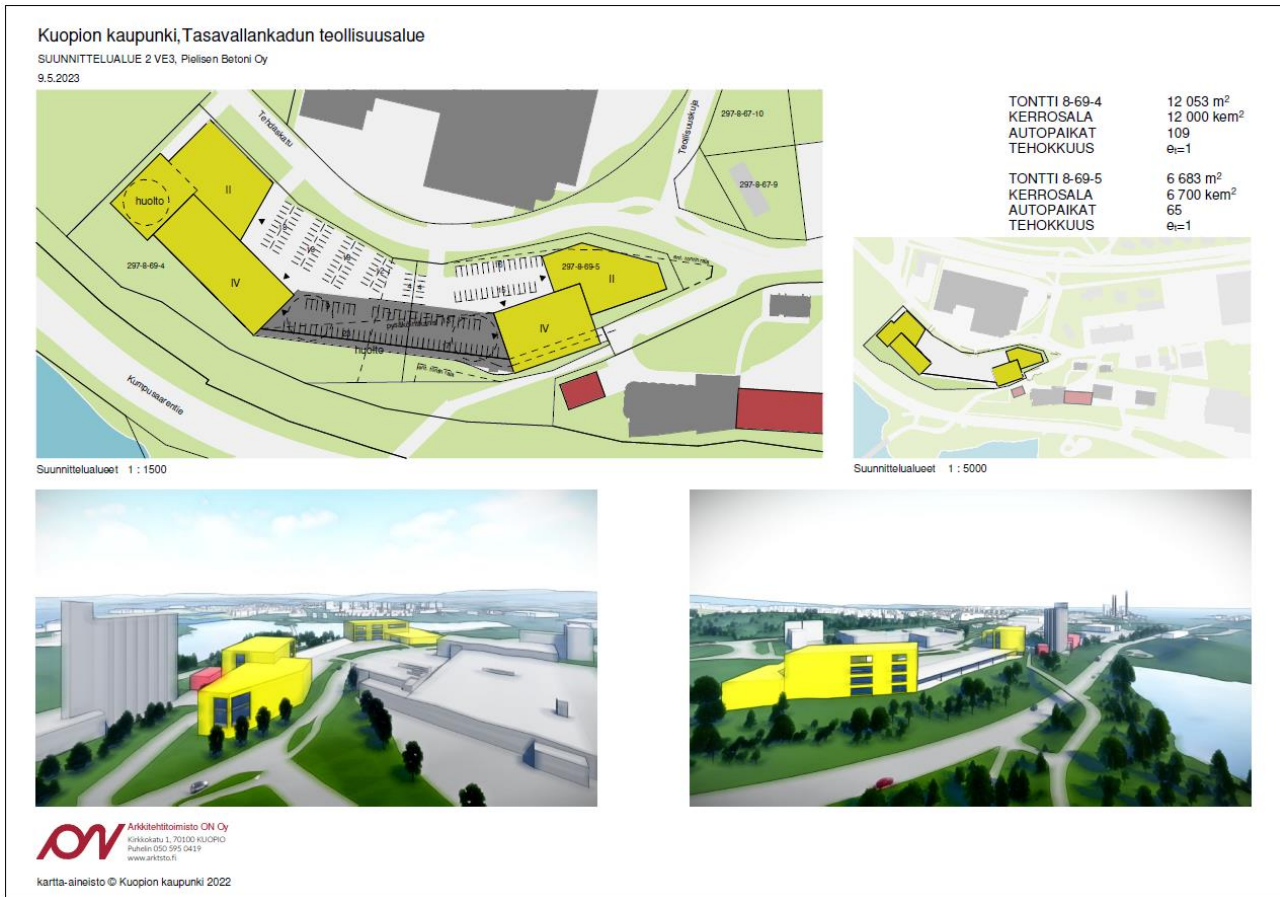 Kuopion kaupunki,Tasavallankadun teollisuusalue
SUUNNITTELUALUE 2 VE3, Pielisen Betoni Oy
9.5.2023
TONTTI 8-69-4 12 053 m²
KERROSALA 12 000 kem²
AUTOPAIKAT 109
TEHOKKUUS eₜ=1
TONTTI 8-69-5 6 683 m²
KERROSALA 6 700 kem²
AUTOPAIKAT 65
TEHOKKUUS eₜ=1
Tehdaskatu
Teollisuuskuja
297-8-67-10
297-8-67-9
II
huolto
297-8-69-4
IV
297-8-69-5
II
IV
huolto
Kumpusaarentie
Suunnittelualueet 1 : 1500
Suunnittelualueet 1 : 5000
ON
Arkkitehtitoimisto ON Oy
Kirkkokatu 1, 70100 KUOPIO
Puhelin 050 595 0419
www.arktsto.fi
kartta-aineisto © Kuopion kaupunki 2022